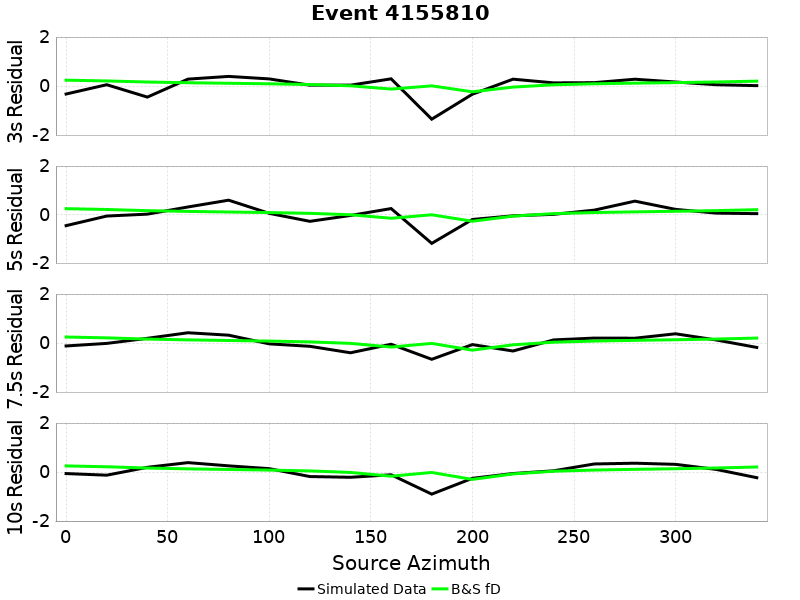 Event 4155810
3s Residual
2
0
-2
5s Residual
2
0
-2
7.5s Residual
2
0
-2
10s Residual
2
0
-2
0 50 100 150 200 250 300
Source Azimuth
Simulated Data B&S fD